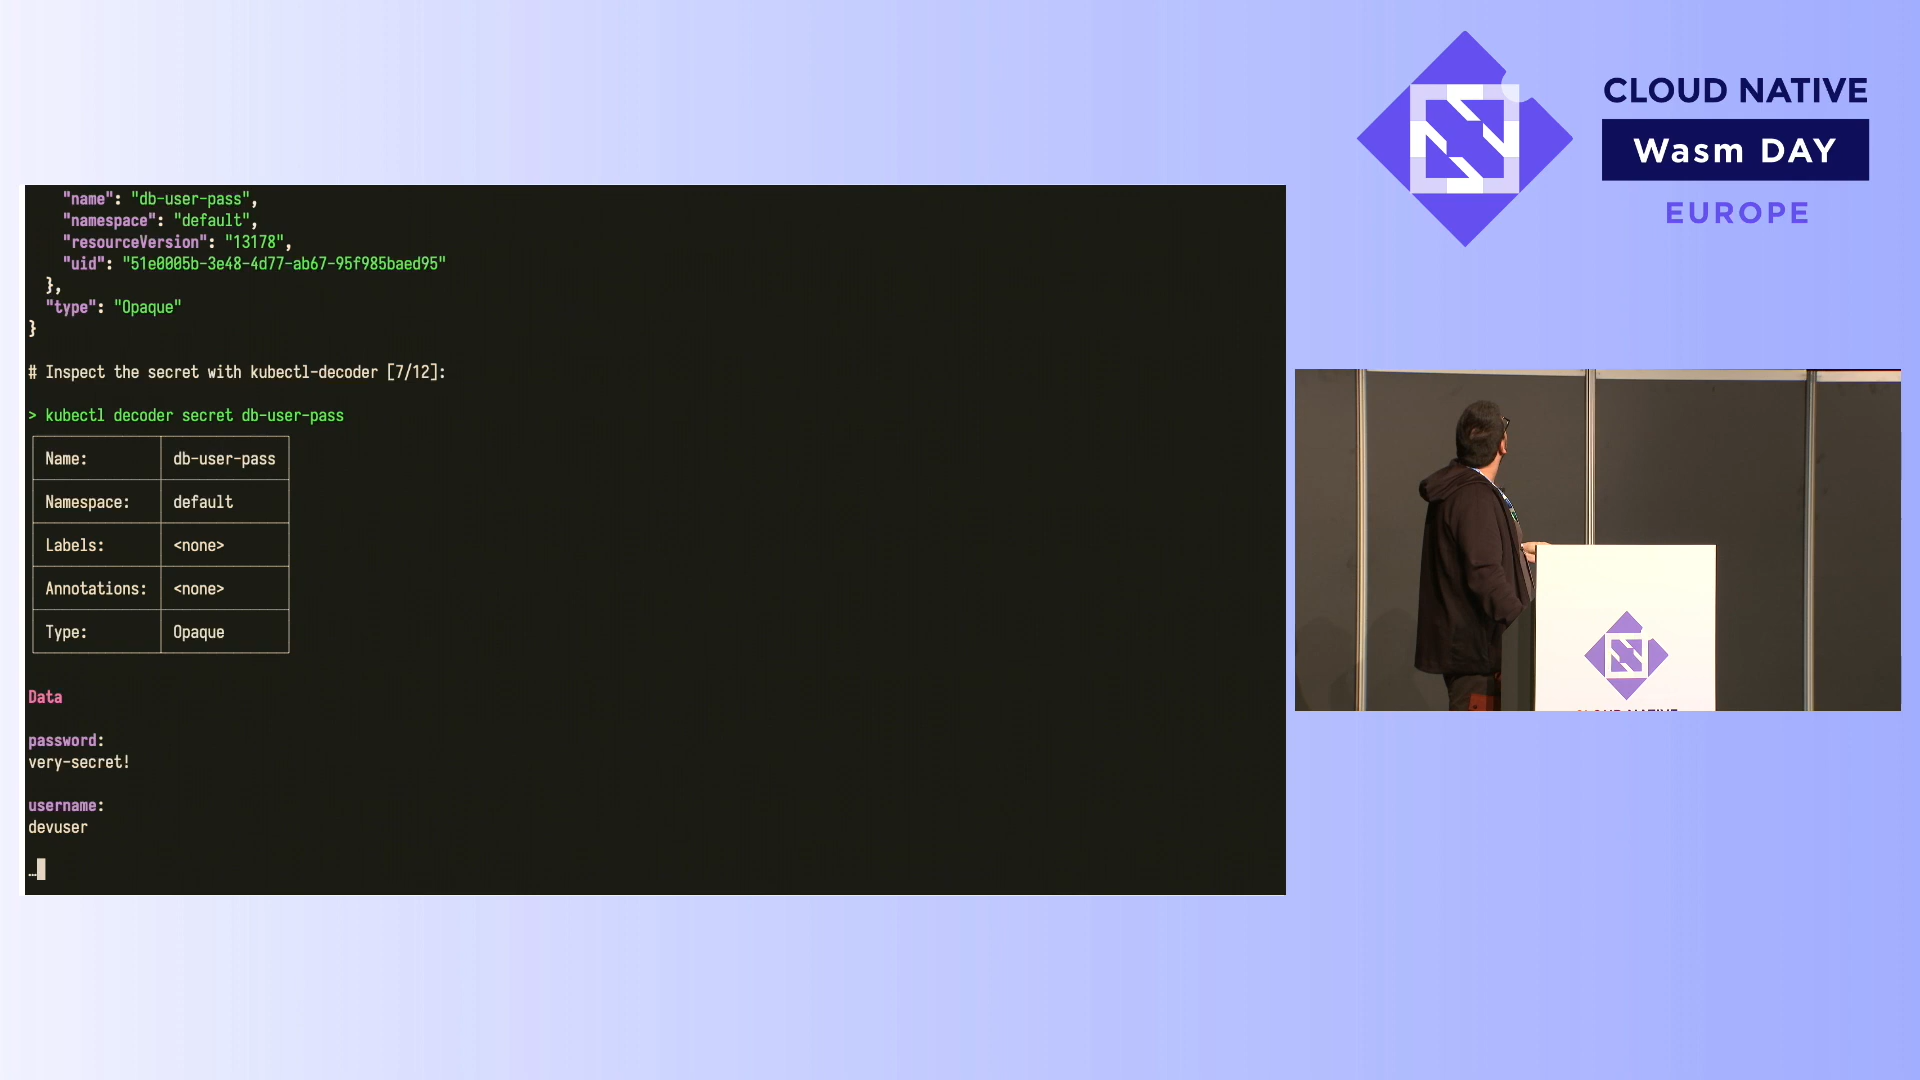 "name": "db-user-pass",
"namespace": "default",
"resourceVersion": "13178",
"uid": "51e0005b-3e48-4d77-ab67-95f985baed95"
},
"type": "Opaque"
}
# Inspect the secret with kubectl-decoder [7/12]:
> kubectl decoder secret db-user-pass
Name: db-user-pass
Namespace: default
Labels: <none>
Annotations: <none>
Type: Opaque
Data
password:
very-secret!
username:
devuser
…
CLOUD NATIVE
Wasm DAY
EUROPE